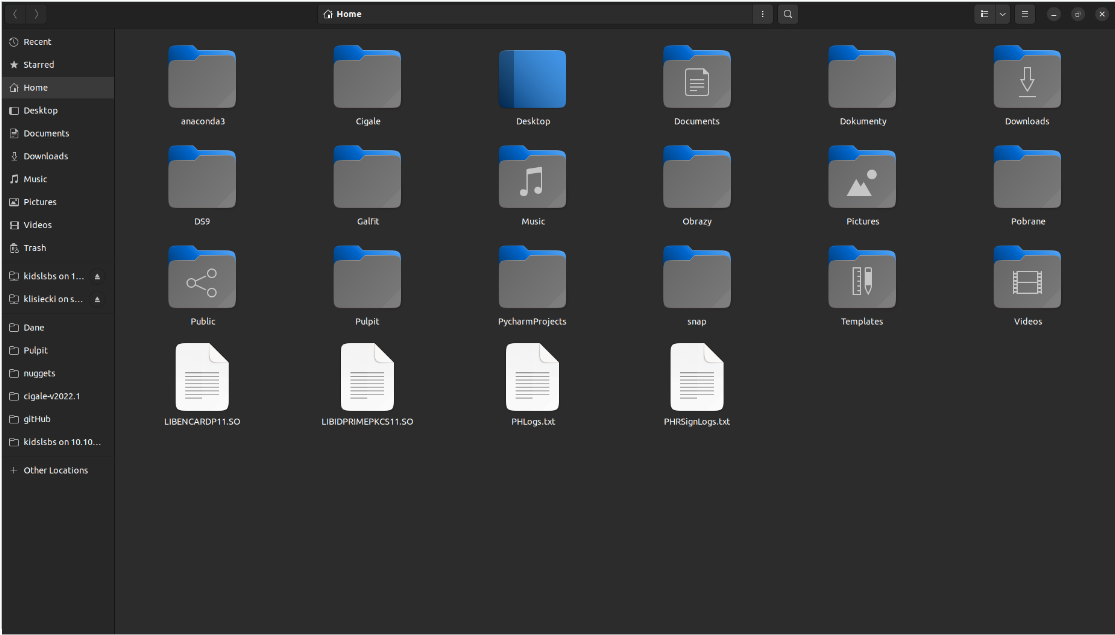 Home
Recent
Starred
Home
Desktop
Documents
Downloads
Music
Pictures
Videos
Trash
kidslsbs on 1...
klisiecki on s...
Dane
Pulpit
nuggets
cigale-v2022.1
gitHub
kidslsbs on 10.10...
Other Locations
anaconda3 Cigale Desktop Documents Dokumenty Downloads
DS9 Galfit Music Obrazy Pictures Pobrane
Public Pulpit PycharmProjects snap Templates Videos
LIBENCARDP11.SO LIBIDPRIMEPKCS11.SO PHLogs.txt PHRSignLogs.txt